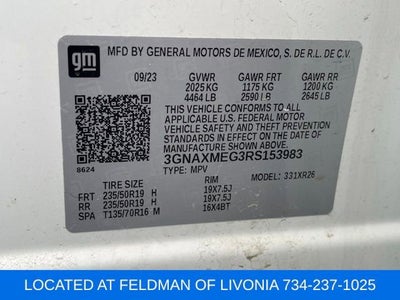 gm
MFD BY GENERAL MOTORS DE MEXICO, S. DE R.L. DE C.V.
09/23 GVWR GAWR FRT GAWR RR
2025 KG 1175 KG 1200 KG
4464 LB 2590 LB 2645 LB
THIS VEHICLE CONFORMS TO ALL APPLICABLE
U.S. FEDERAL MOTOR
VEHICLE SAFETY, BUMPER, AND THEFT
PREVENTION STANDARDS IN
EFFECT ON THE DATE OF MANUFACTURE
SHOWN ABOVE.
3GNAXMEG3RS153983
8624 TYPE: MPV MODEL: 331XR26
TIRE SIZE RIM
FRT 235/50R19 H 19X7.5J
RR 235/50R19 H 19X7.5J
SPA T135/70R16 M 16X4BT
LOCATED AT FELDMAN OF LIVONIA 734-237-1025